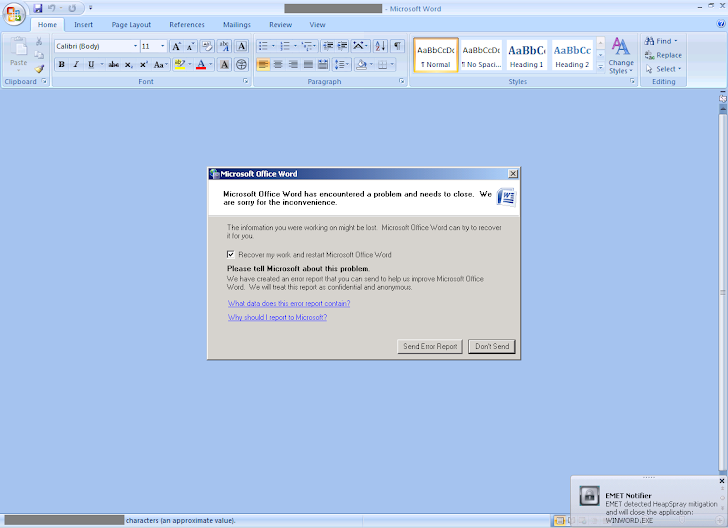 - Microsoft Word
Home Insert Page Layout References Mailings Review View
Paste
Calibri (Body) 11
B I U abc x₂ x² Aa
AaBbCcDc AaBbCcDc AaBbC AaBbCc
¶ Normal ¶ No Spaci... Heading 1 Heading 2
Change
Styles
Find
Replace
Select
Clipboard Font Paragraph Styles Editing
Microsoft Office Word
Microsoft Office Word has encountered a problem and needs to close. We
are sorry for the inconvenience.
The information you were working on might be lost. Microsoft Office Word can try to recover
it for you.
Recover my work and restart Microsoft Office Word
Please tell Microsoft about this problem.
We have created an error report that you can send to help us improve Microsoft Office
Word. We will treat this report as confidential and anonymous.
What data does this error report contain?
Why should I report to Microsoft?
Send Error Report Don't Send
EMET Notifier
EMET detected HeapSpray mitigation
and will close the application:
WINWORD.EXE
characters (an approximate value).